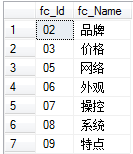 fc_Id fc_Name
1 02 品牌
2 03 价格
3 05 网络
4 06 外观
5 07 操控
6 08 系统
7 09 特点